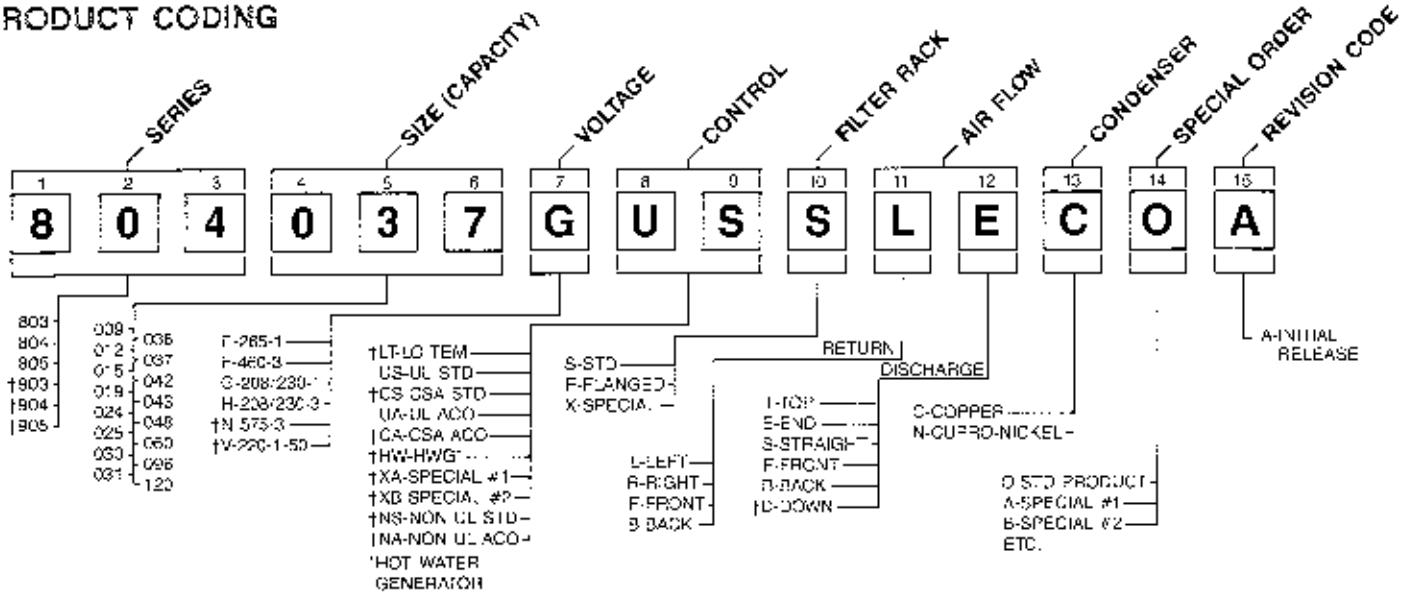 RODUCT CODING
SERIES
SIZE (CAPACITY)
VOLTAGE
CONTROL
FILTER RACK
AIR FLOW
CONDENSER
SPECIAL ORDER
REVISION CODE
1 2 3 4 5 6 7 8 9 10 11 12 13 14 15
8 0 4 0 3 7 G U S S L E C O A
803
804
805
†903
†904
†905
009
012
015
019
024
025
030
031
036
037
042
043
048
060
096
120
-265-1
F-460-3
G-208/230-1
H-208/230-3
†N-575-3
†V-220-1-50
†LT-LO TEM
US-UL STD
†CS-CSA STD
UA-UL ACO
†CA-CSA ACO
†HW-HWG*
†XA-SPECIAL #1
†XB SPECIAL #2
†NS-NON UL STD
†NA-NON UL ACO
*HOT WATER
GENERATOR
S-STD
F-FLANGED
X-SPECIAL
RETURN
L-LEFT
R-RIGHT
F-FRONT
B-BACK
DISCHARGE
T-TOP
E-END
S-STRAIGHT
F-FRONT
B-BACK
†D-DOWN
C-COPPER
N-CUPRO-NICKEL
O-STD PRODUCT
A-SPECIAL #1
B-SPECIAL #2
ETC.
A-INITIAL
RELEASE